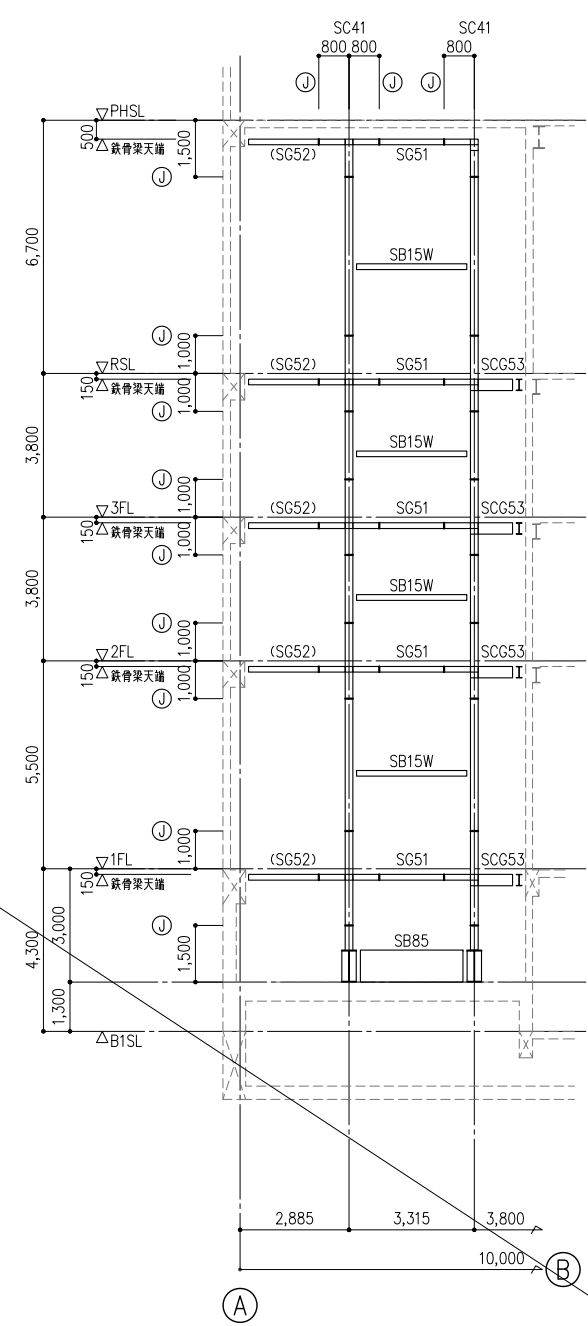 SC41 SC41
800 800 800
J J J
PHSL
500
鉄骨梁天端
1,500
(SG52) SG51
J
6,700
SB15W
J
1,000
RSL
(SG52) SG51 SCG53
150
鉄骨梁天端
1,000
J
3,800
SB15W
J
1,000
3FL
(SG52) SG51 SCG53
150
鉄骨梁天端
1,000
J
3,800
SB15W
J
1,000
2FL
(SG52) SG51 SCG53
150
鉄骨梁天端
1,000
J
5,500
SB15W
J
1,000
1FL
(SG52) SG51 SCG53
150
鉄骨梁天端
J
4,300
3,000
1,500
SB85
1,300
B1SL
2,885 3,315 3,800
10,000
A B